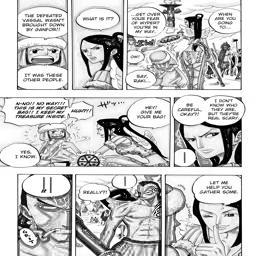 THE DEFEATED
VASSAL WASN'T
BROUGHT DOWN
BY GANFOR!
WHAT IS IT?
...GET OVER
YOUR FEAR
OF HYPER?
YOU'RE IN
MY WAY.
WHEN
ARE YOU
GOING
TO...
IT WAS THESE
OTHER PEOPLE.
SAY,
RAKI...
N-NO!! NO WAY!!!
THIS IS MY SECRET
BAG!! I KEEP MY
TREASURE INSIDE.
HUH?!
HEY!
GIVE ME
YOUR BAG!
BE
CAREFUL,
OKAY?
I DON'T
KNOW WHO
THEY ARE,
BUT THEY'RE
REAL SCARY!
YES,
I KNOW.
REALLY?!
LET ME
HELP YOU
GATHER
SOME.